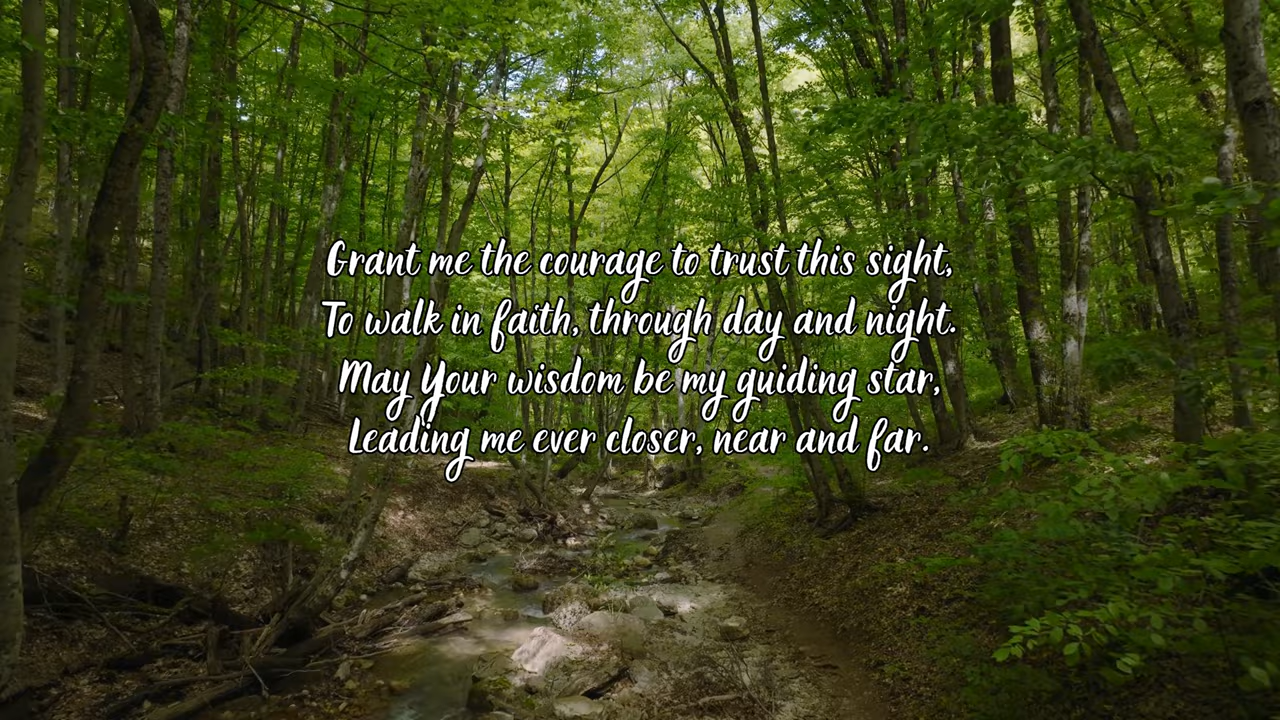 Grant me the courage to trust this sight,
To walk in faith, through day and night.
May Your wisdom be my guiding star,
Leading me ever closer, near and far.